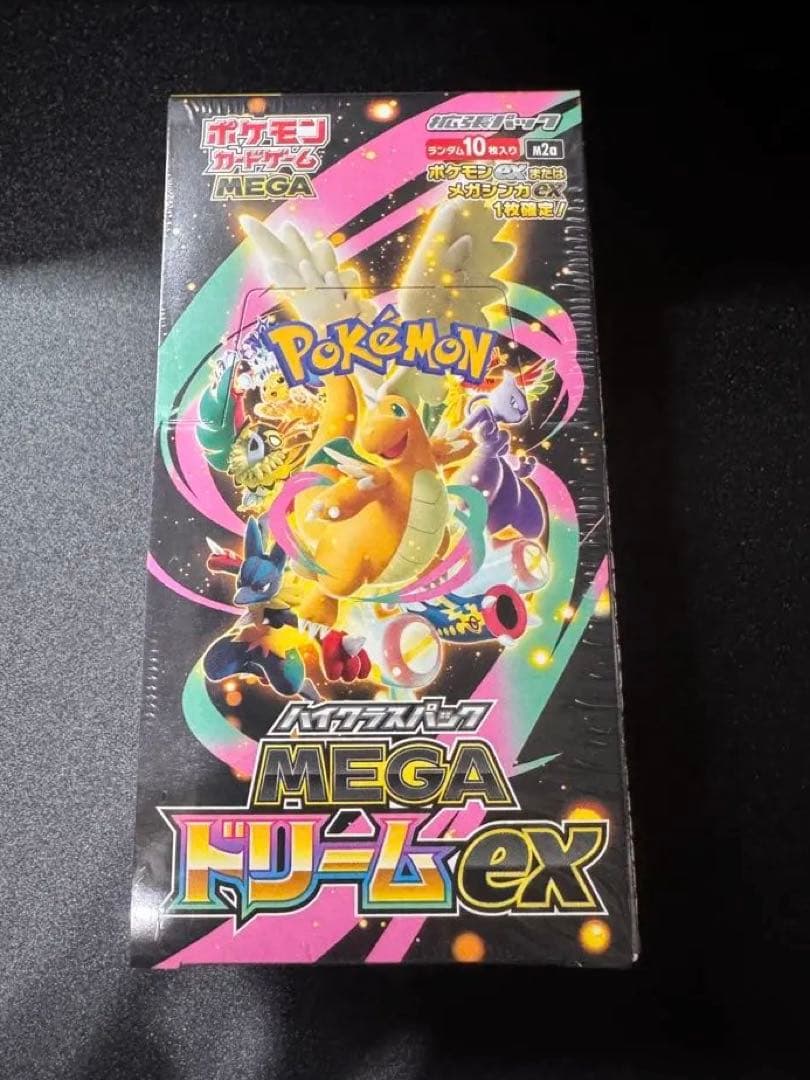 ポケモン
カードゲーム
MEGA
拡張パック
ランダム10枚入り
M2a
ポケモンexまたは
メガシンカex
1枚確定!
POKéMON
TM
ハイクラスパック
MEGA
ドリームex